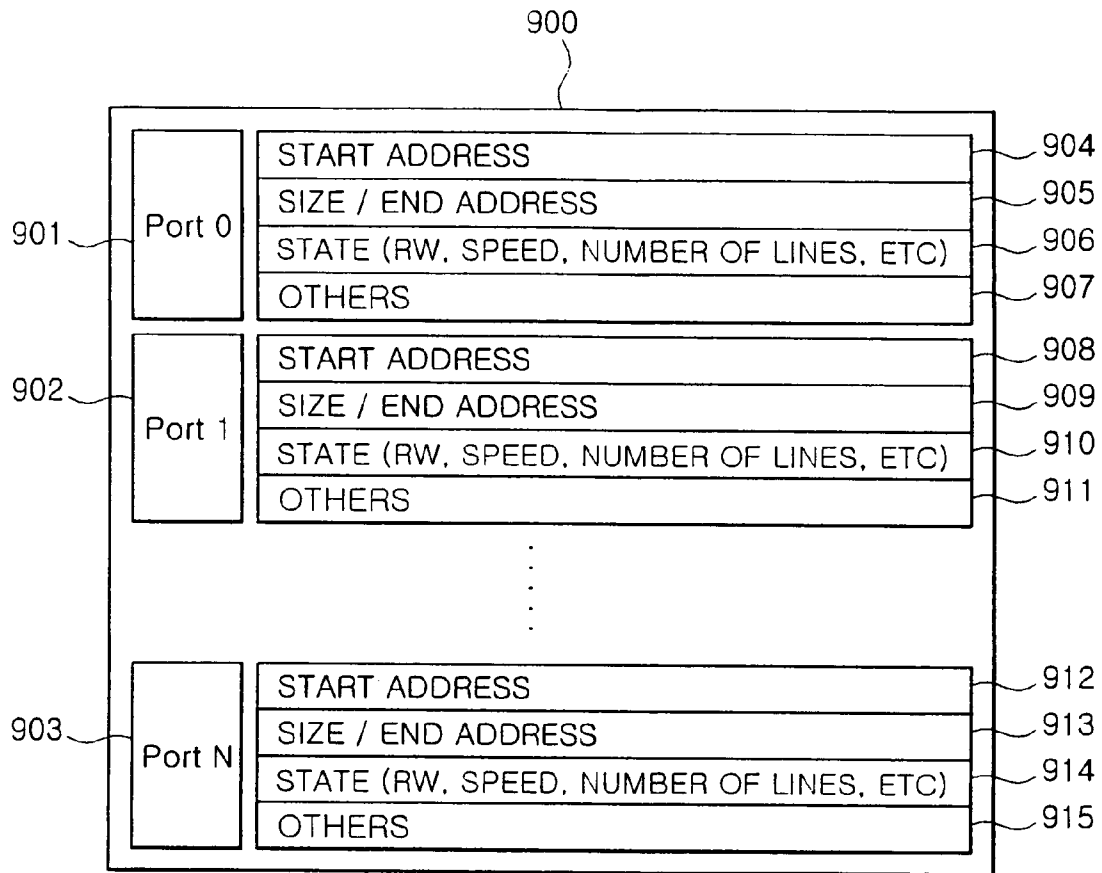 900
START ADDRESS 904
SIZE / END ADDRESS 905
901 Port 0
STATE (RW, SPEED, NUMBER OF LINES, ETC) 906
OTHERS 907
START ADDRESS 908
902 SIZE / END ADDRESS 909
Port 1
STATE (RW, SPEED, NUMBER OF LINES, ETC) 910
OTHERS 911
START ADDRESS 912
903 SIZE / END ADDRESS 913
Port N
STATE (RW, SPEED, NUMBER OF LINES, ETC) 914
OTHERS 915